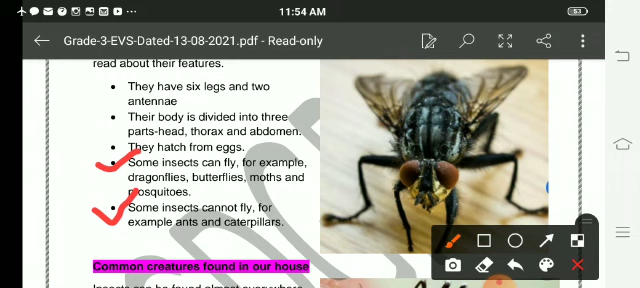 11:54 AM
53
Grade-3-EVS-Dated-13-08-2021.pdf - Read-only
read about their features.
• They have six legs and two
antennae
• Their body is divided into three
parts-head, thorax and abdomen.
• They hatch from eggs.
• Some insects can fly, for example,
dragonflies, butterflies, moths and
mosquitoes.
• Some insects cannot fly, for
example ants and caterpillars.
Common creatures found in our house